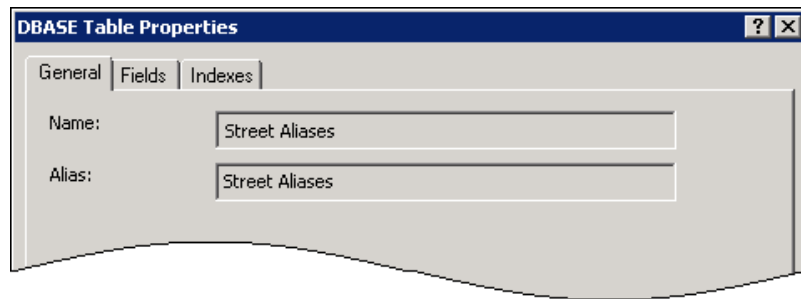 DBASE Table Properties ? X
General Fields Indexes
Name: Street Aliases
Alias: Street Aliases